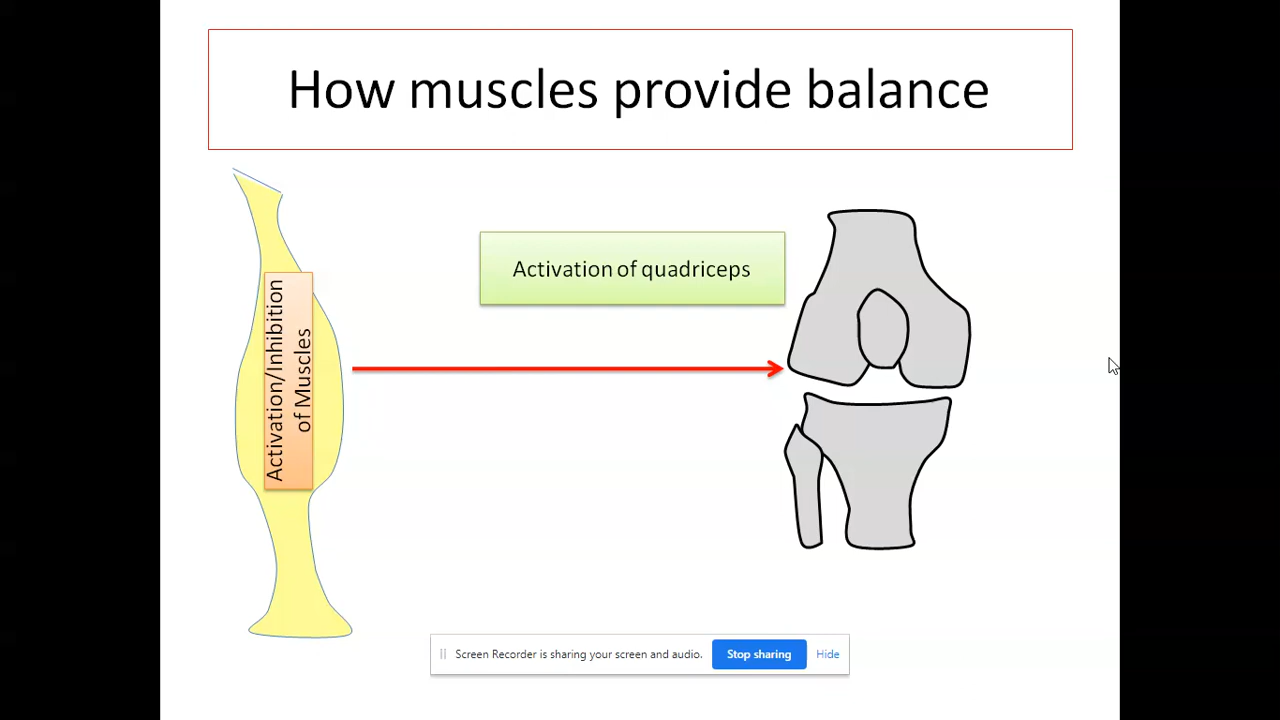 How muscles provide balance
Activation of quadriceps
Activation/Inhibition
of Muscles
Screen Recorder is sharing your screen and audio.
Stop sharing
Hide